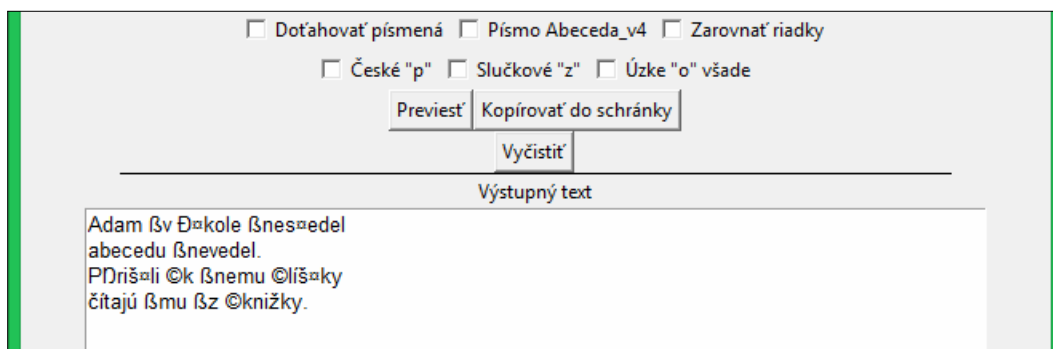 Doťahovať písmená Písmo Abeceda_v4 Zarovnať riadky
České "p" Slučkové "z" Úzke "o" všade
Previesť Kopírovať do schránky
Vyčistiť
Výstupný text
Adam ßv Đ¤kole ßnes¤edel
abecedu ßnevedel.
PŊriš¤li ©k ßnemu ©líš¤ky
čítajú ßmu ßz ©knižky.